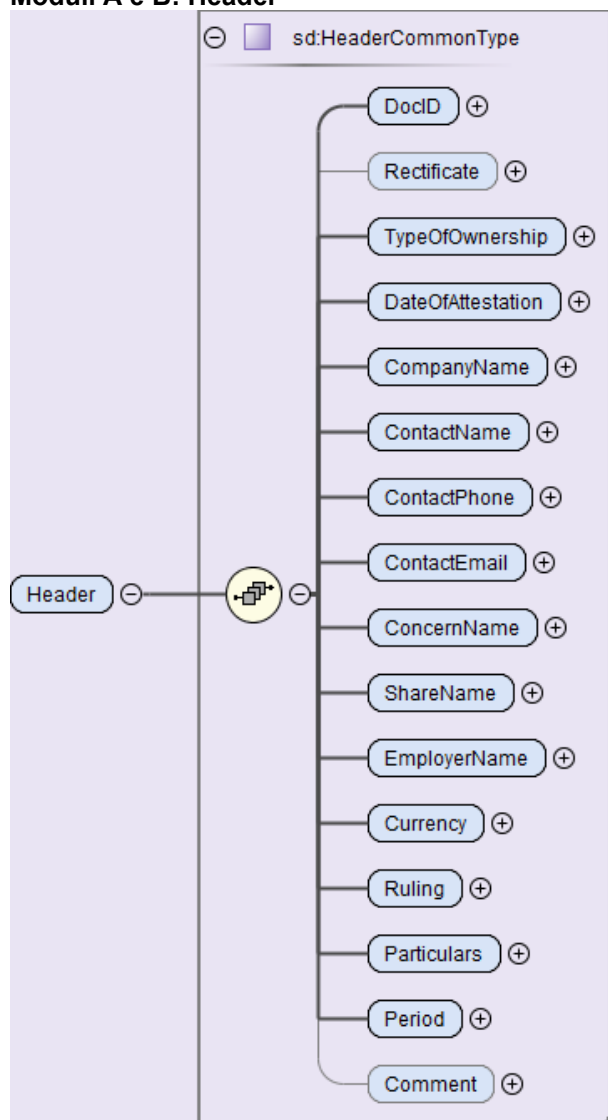 Moduli A e B: Header
sd:HeaderCommonType
DocID
Rectificate
TypeOfOwnership
DateOfAttestation
CompanyName
ContactName
ContactPhone
ContactEmail
ConcernName
Header
ShareName
EmployerName
Currency
Ruling
Particulars
Period
Comment